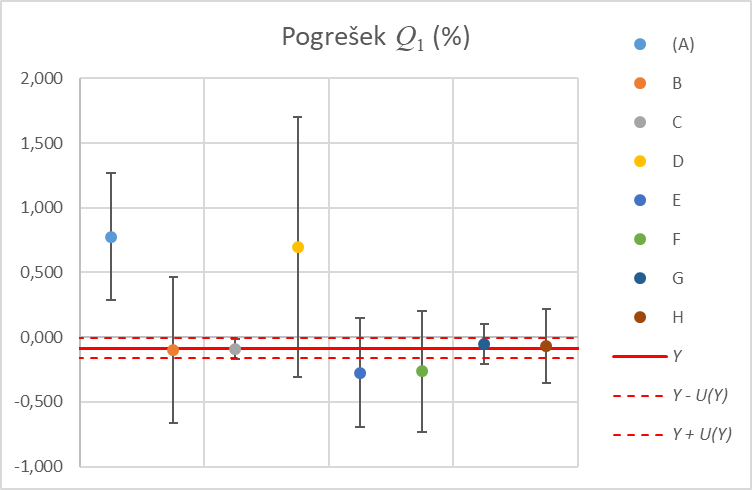 Pogrešek Q₁ (%)
2,000
1,500
1,000
0,500
0,000
-0,500
-1,000
(A)
B
C
D
E
F
G
H
Y
Y - U(Y)
Y + U(Y)